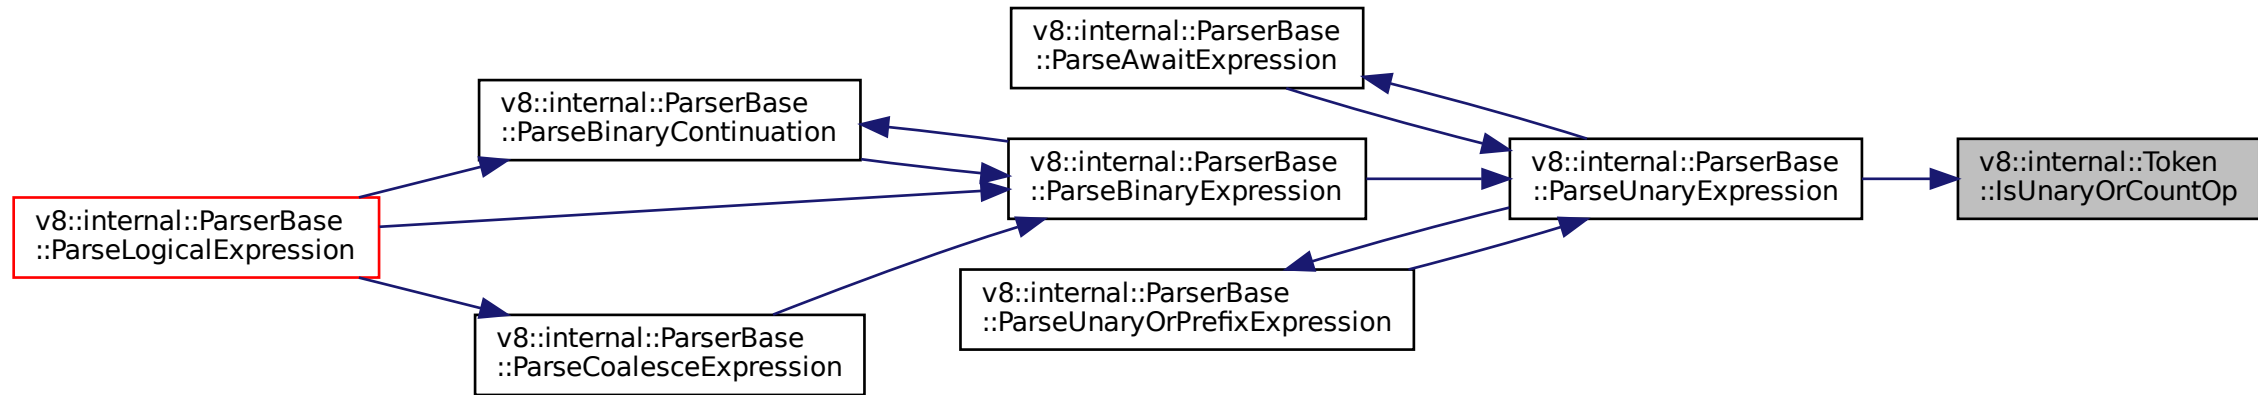 v8::internal::ParserBase
::ParseAwaitExpression
v8::internal::ParserBase
::ParseBinaryContinuation
v8::internal::ParserBase
::ParseBinaryExpression
v8::internal::ParserBase
::ParseUnaryExpression
v8::internal::Token
::IsUnaryOrCountOp
v8::internal::ParserBase
::ParseLogicalExpression
v8::internal::ParserBase
::ParseUnaryOrPrefixExpression
v8::internal::ParserBase
::ParseCoalesceExpression